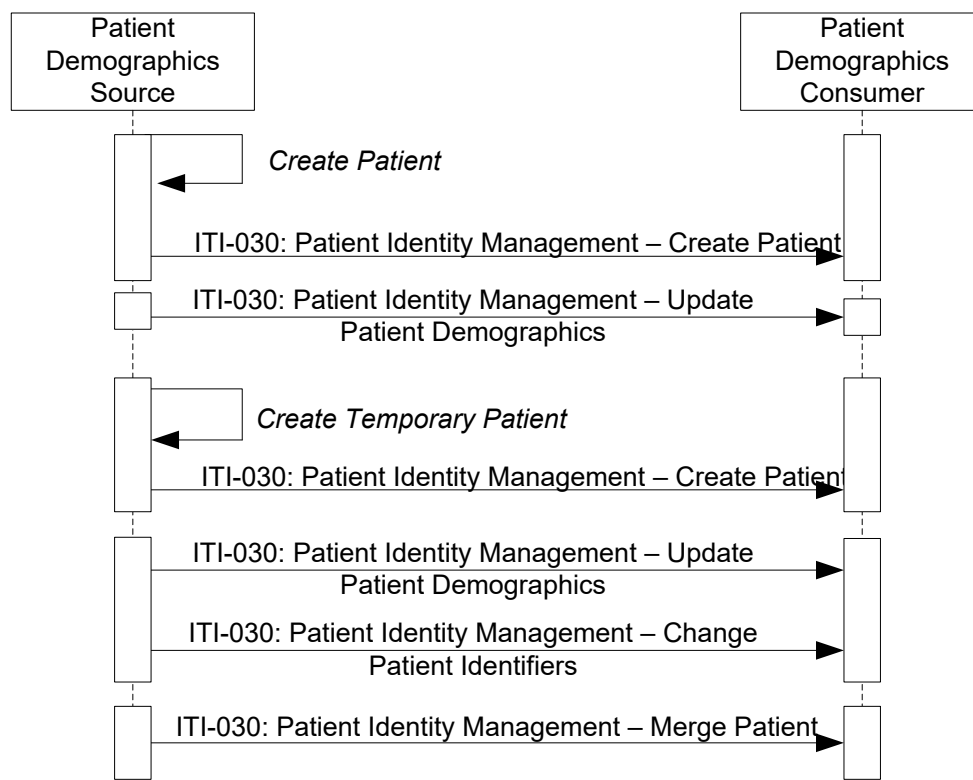 Patient
Demographics
Source
Patient
Demographics
Consumer
Create Patient
ITI-030: Patient Identity Management – Create Patient
ITI-030: Patient Identity Management – Update
Patient Demographics
Create Temporary Patient
ITI-030: Patient Identity Management – Create Patient
ITI-030: Patient Identity Management – Update
Patient Demographics
ITI-030: Patient Identity Management – Change
Patient Identifiers
ITI-030: Patient Identity Management – Merge Patient